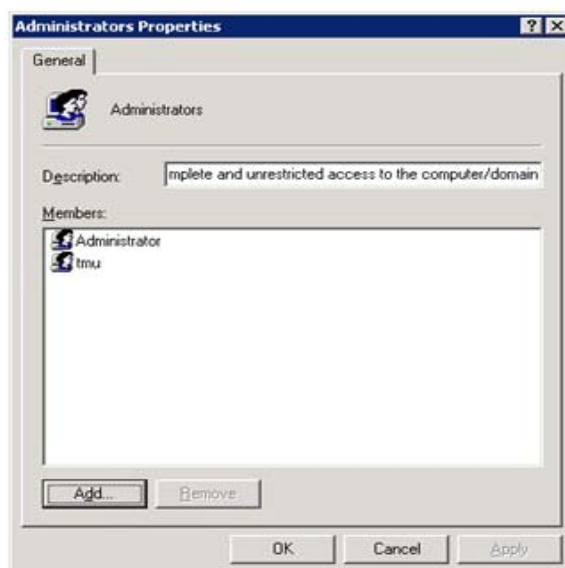 Administrators Properties
General
Administrators
Description: mplete and unrestricted access to the computer/domain
Members:
Administrator
tmu
Add... Remove
OK Cancel Apply